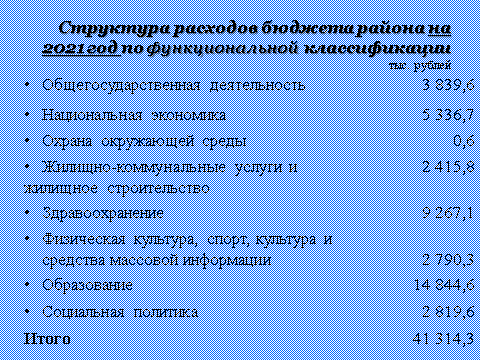 Структура расходов бюджета района на
2021 год по функциональной классификации
тыс рублей
• Общегосударственная деятельность 3 839,6
• Национальная экономика 5 336,7
• Охрана окружающей среды 0,6
• Жилищно-коммунальные услуги и 2 415,8
жилищное строительство
• Здравоохранение 9 267,1
• Физическая культура, спорт, культура и
средства массовой информации 2 790,3
• Образование 14 844,6
• Социальная политика 2 819,6
Итого 41 314,3